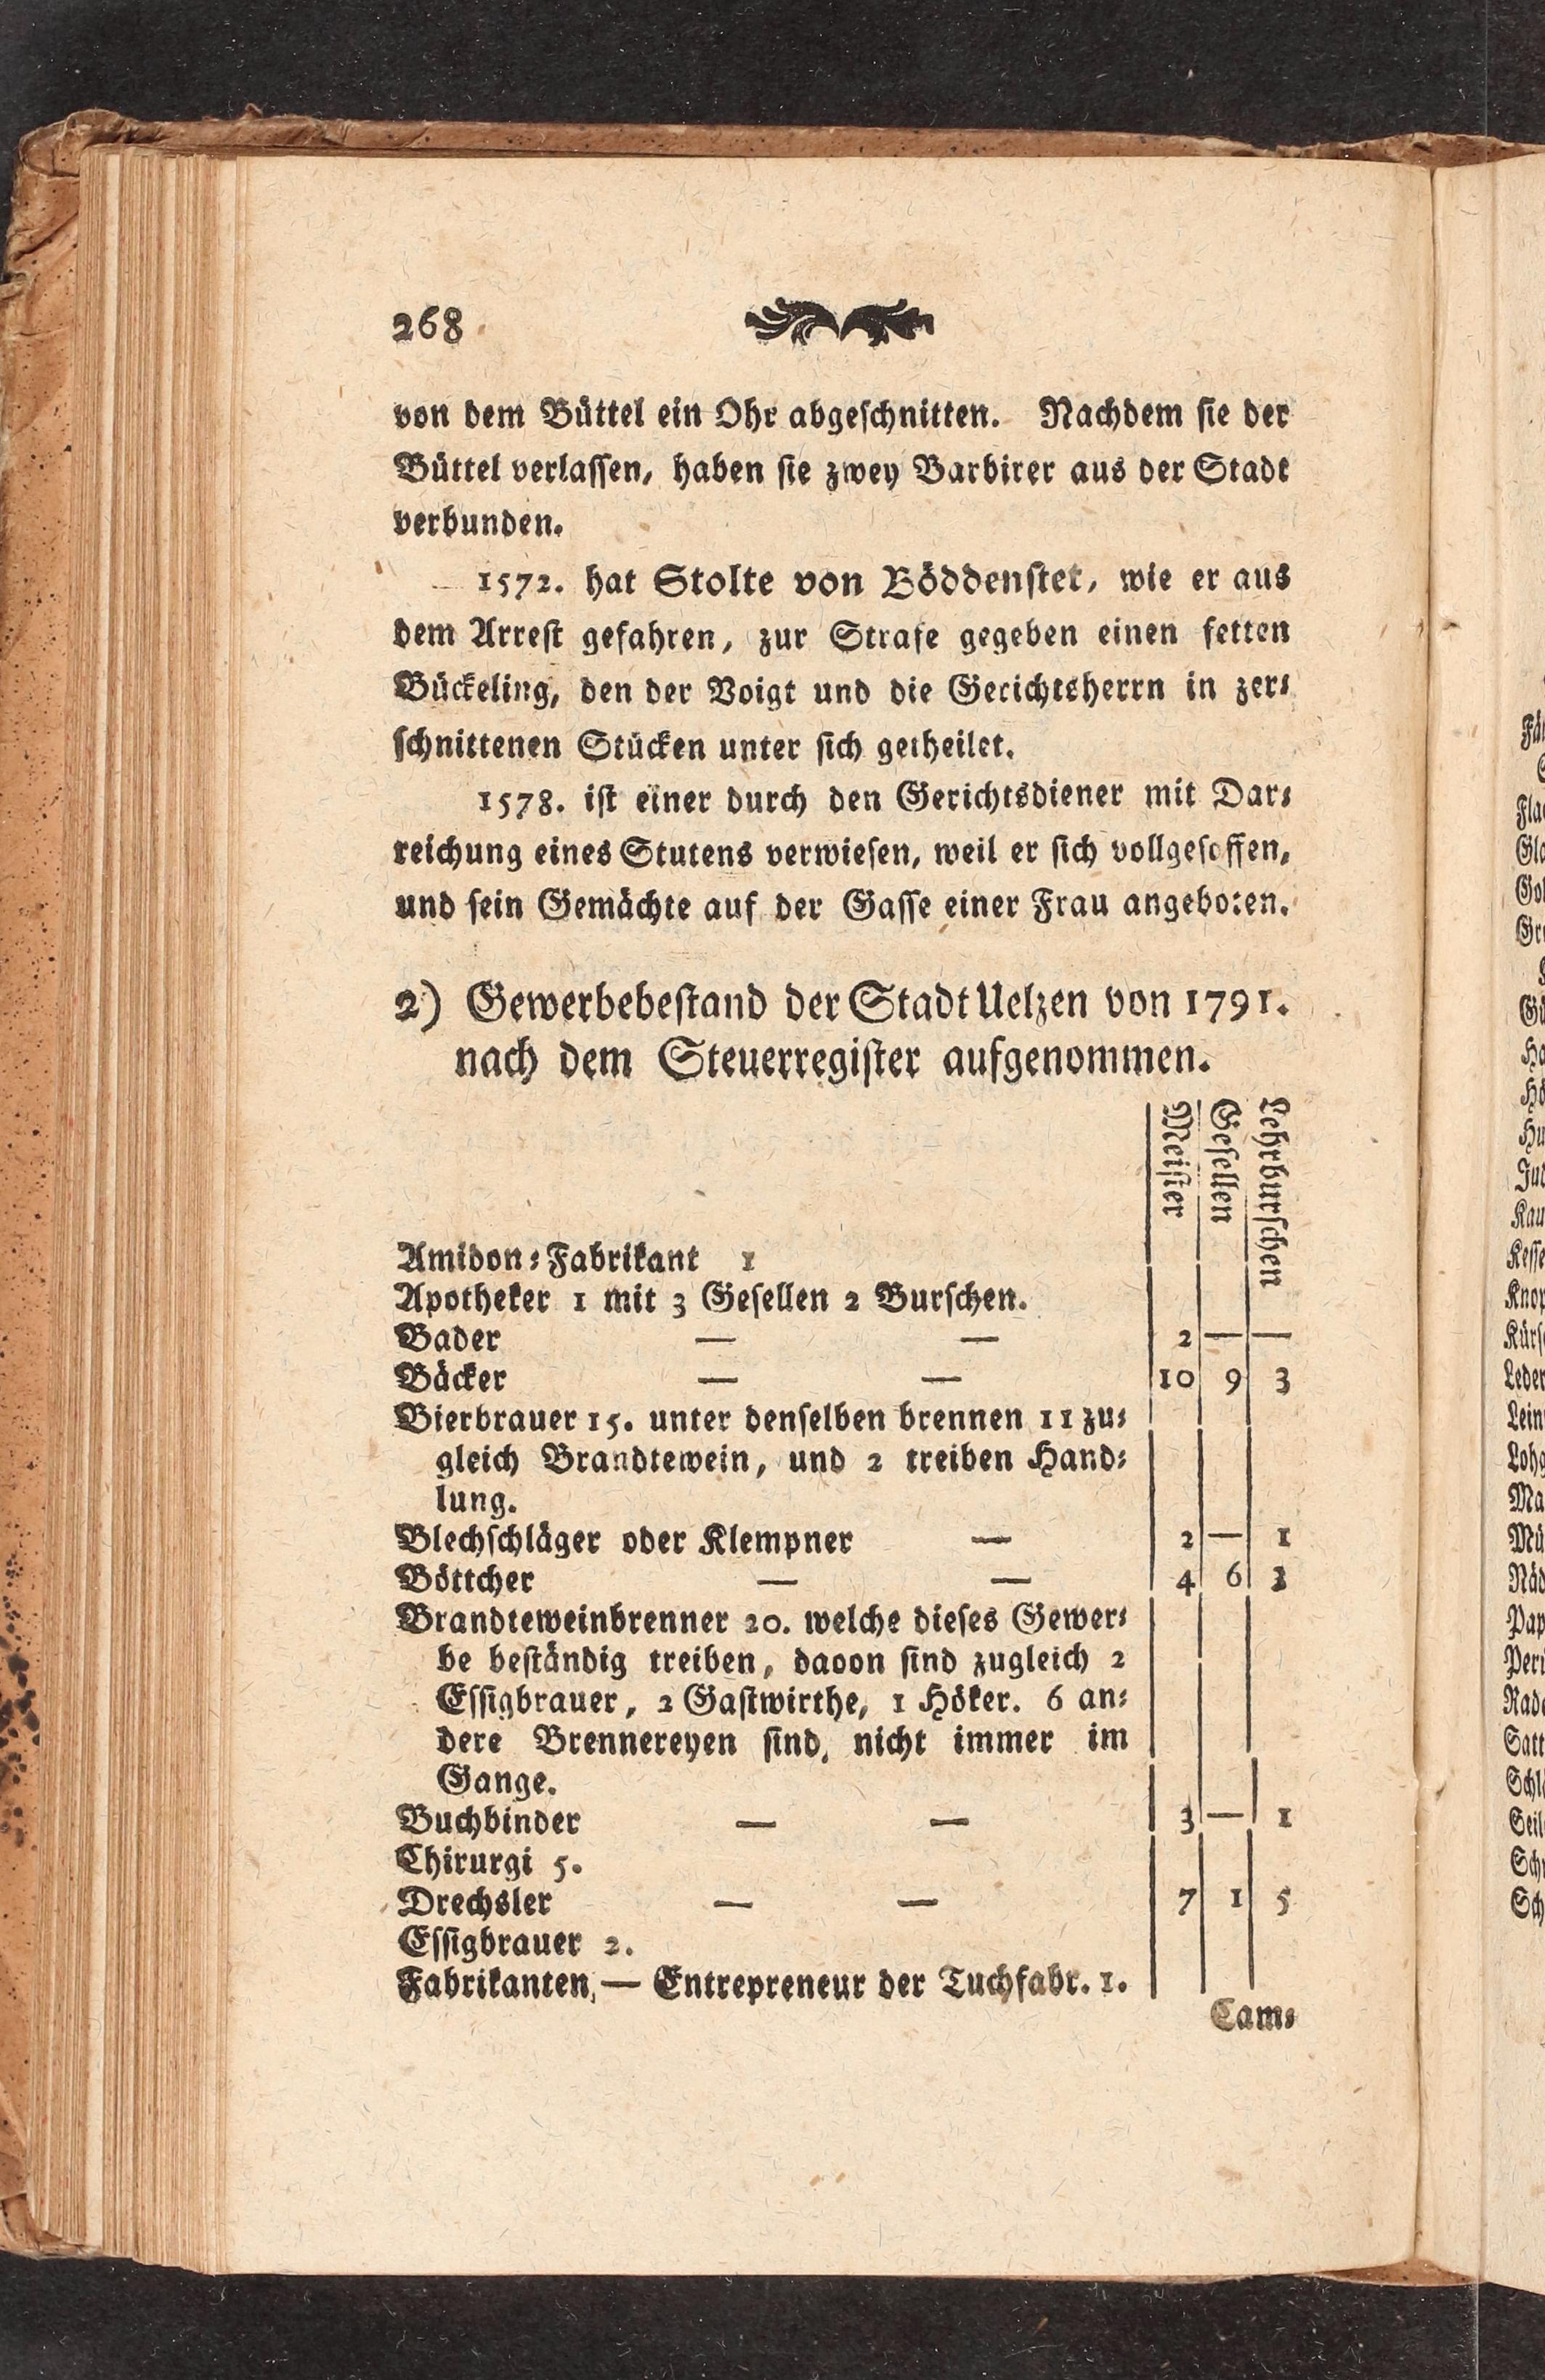 268
von dem Büttel ein Ohr abgeschnitten. Nachdem sie der
Büttel verlassen, haben sie zwey Barbirer aus der Stadt
verbunden.
1572. hat Stolte von Böddenstet, wie er aus
dem Arrest gefahren, zur Strafe gegeben einen fetten
Bückeling, den der Voigt und die Gerichtsherrn in zer⸗
schnittenen Stücken unter sich getheilet.
1578. ist einer durch den Gerichtsdiener mit Dar⸗
reichung eines Stutens verwiesen, weil er sich vollgesoffen,
und sein Gemächte auf der Gasse einer Frau angeboten.
2) Gewerbebestand der Stadt Uelzen von 1791.
nach dem Steuerregister aufgenommen.
Meister Gesellen Lehrburschen
Amidon⸗Fabrikant 1
Apotheker 1 mit 3 Gesellen 2 Burschen.
Bader — — 2 — —
Bäcker — — 10 9 3
Bierbrauer 15. unter denselben brennen 11 zu⸗
gleich Brandtewein, und 2 treiben Hand⸗
lung.
Blechschläger oder Klempner — 2 — 1
Böttcher — — 4 6
Brandteweinbrenner 20. welche dieses Gewer⸗
be beständig treiben, davon sind zugleich 2
Essigbrauer, 2 Gastwirthe, 1 Höker. 6 an⸗
dere Brennereyen sind, nicht immer im
Gange.
Buchbinder — — 3 — 1
Chirurgi 5.
Drechsler — — 7 1 5
Essigbrauer 2.
Fabrikanten, — Entrepreneur der Tuchfabr. 1.
Cam⸗